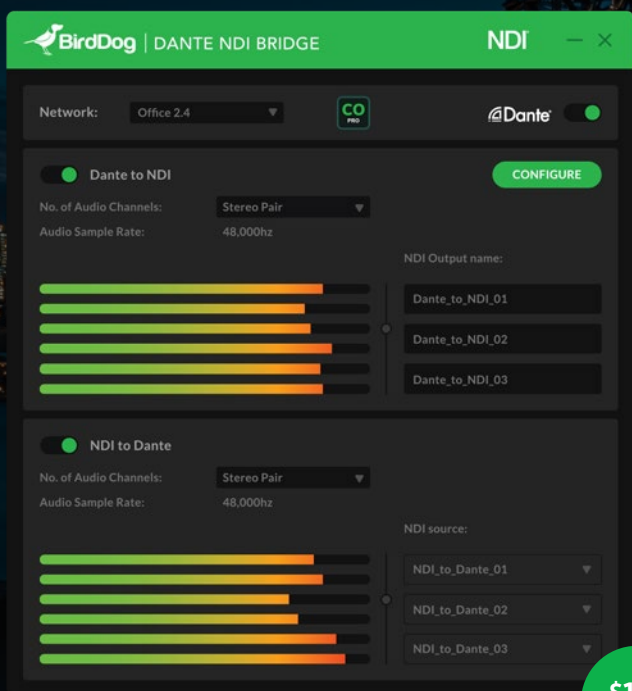 BirdDog | DANTE NDI BRIDGE
NDI
Network:
Office 2.4
CO
PRO
Dante
Dante to NDI
CONFIGURE
No. of Audio Channels:
Stereo Pair
Audio Sample Rate:
48,000hz
NDI Output name:
Dante_to_NDI_01
Dante_to_NDI_02
Dante_to_NDI_03
NDI to Dante
No. of Audio Channels:
Stereo Pair
Audio Sample Rate:
48,000hz
NDI source:
NDI_to_Dante_01
NDI_to_Dante_02
NDI_to_Dante_03